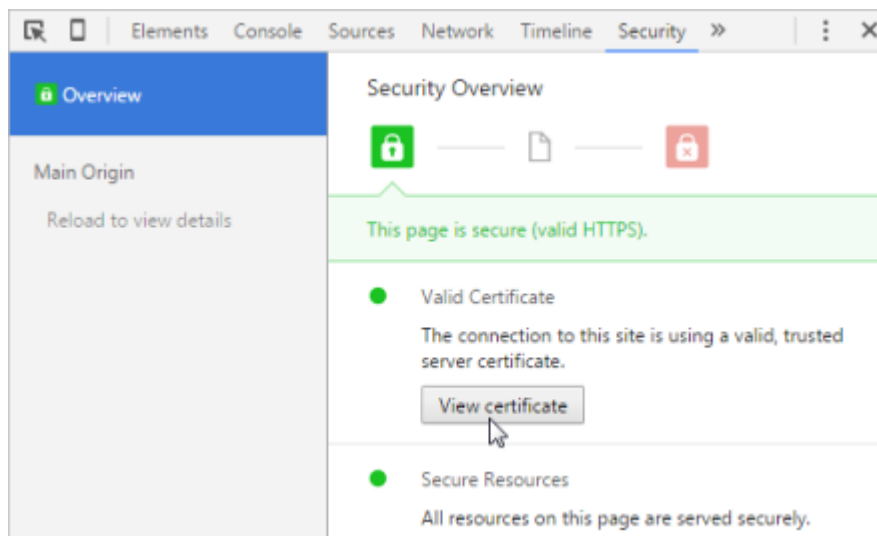 Elements Console Sources Network Timeline Security »
Overview
Main Origin
Reload to view details
Security Overview
This page is secure (valid HTTPS).
Valid Certificate
The connection to this site is using a valid, trusted
server certificate.
View certificate
Secure Resources
All resources on this page are served securely.